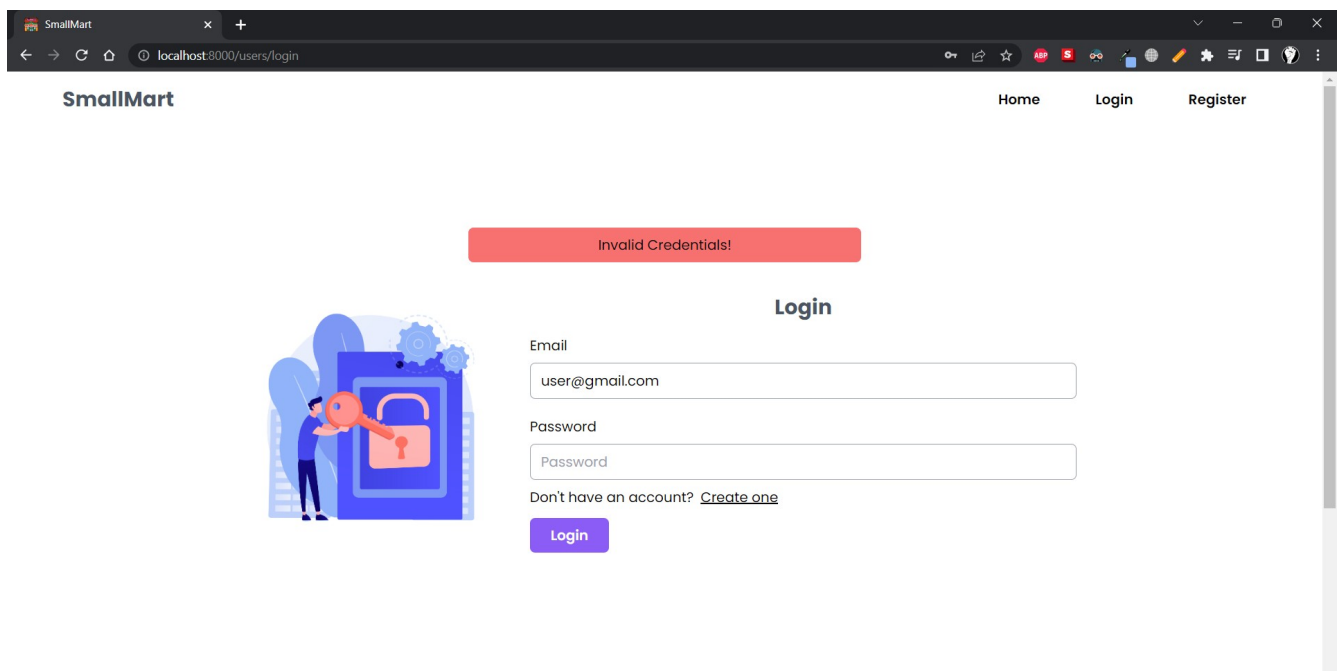 SmallMart
localhost:8000/users/login
ABP S
SmallMart Home Login Register
Invalid Credentials!
Login
Email
user@gmail.com
Password
Password
Don't have an account? Create one
Login